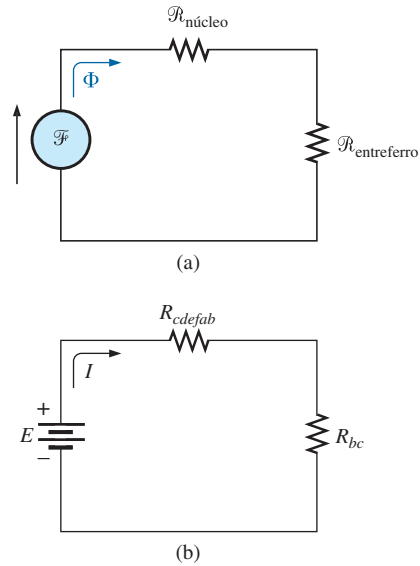 ℛnúcleo
Φ
ℱ
ℛentreferro
(a)
Rcdefab
I
+
E
−
Rbc
(b)